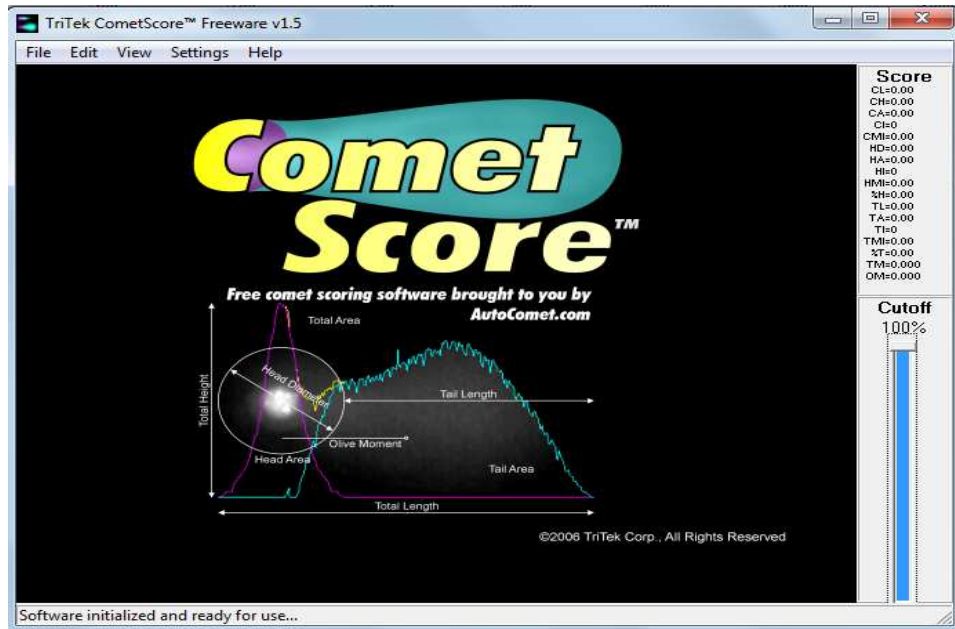 TriTek CometScore™ Freeware v1.5
File Edit View Settings Help
Comet
Score™
Free comet scoring software brought to you by
AutoComet.com
Total Area
Head Diameter
Total Height
Tail Length
Olive Moment
Head Area
Tail Area
Total Length
©2006 TriTek Corp., All Rights Reserved
Score
CL=0.00
CH=0.00
CA=0.00
CI=0
CMI=0.00
HD=0.00
HA=0.00
HI=0
HMI=0.00
%H=0.00
TL=0.00
TA=0.00
TI=0
TMI=0.00
%T=0.00
TM=0.000
OM=0.000
Cutoff
100%
Software initialized and ready for use...